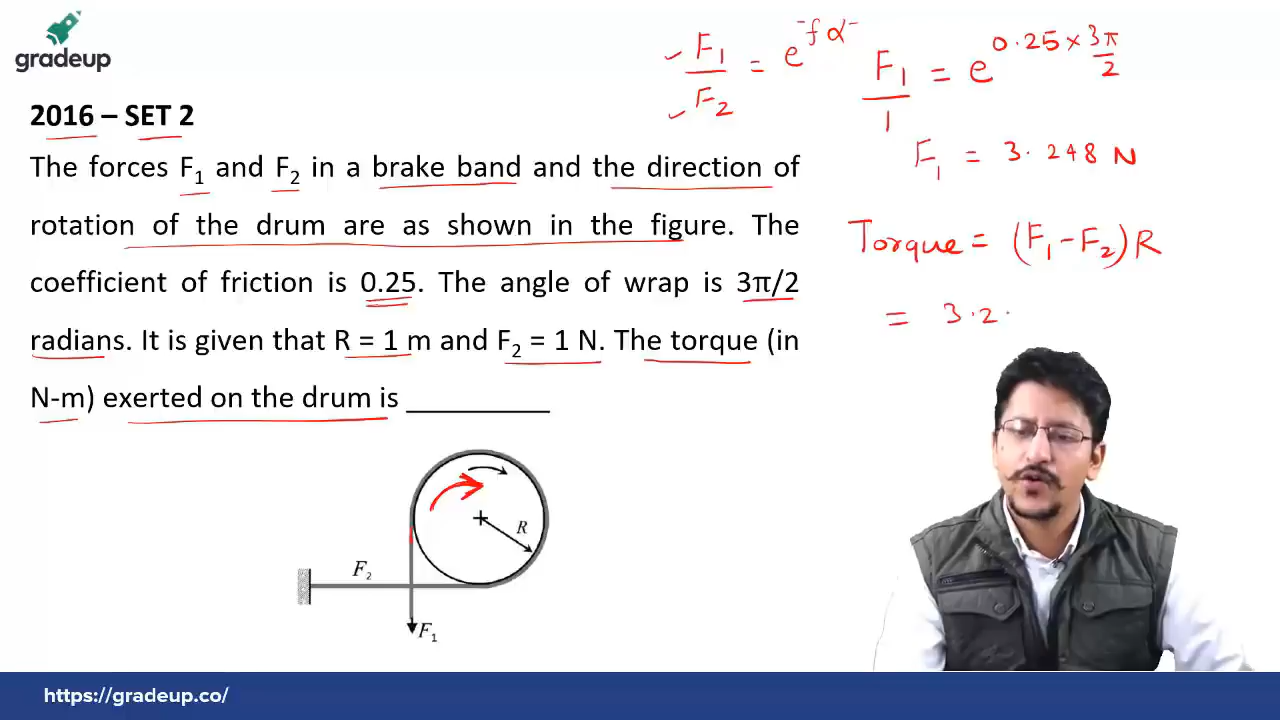 gradeup
2016 – SET 2
The forces F₁ and F₂ in a brake band and the direction of
rotation of the drum are as shown in the figure. The
coefficient of friction is 0.25. The angle of wrap is 3π/2
radians. It is given that R = 1 m and F₂ = 1 N. The torque (in
N-m) exerted on the drum is __________
F₁/F₂ = e^fα
F₁/1 = e^0.25×3π/2
F₁ = 3.248 N
Torque = (F₁-F₂)R
= 3.2.
R
F₂
F₁
https://gradeup.co/